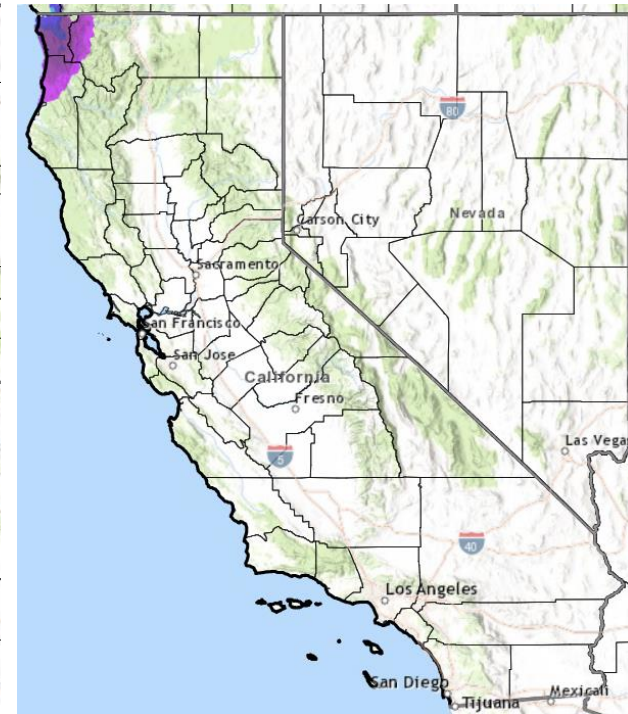 80
Carson City
Nevada
Sacramento
San Francisco
San Jose
California
Fresno
Las Vega
5
40
Los Angeles
San Diego
Tijuana
Mexicali